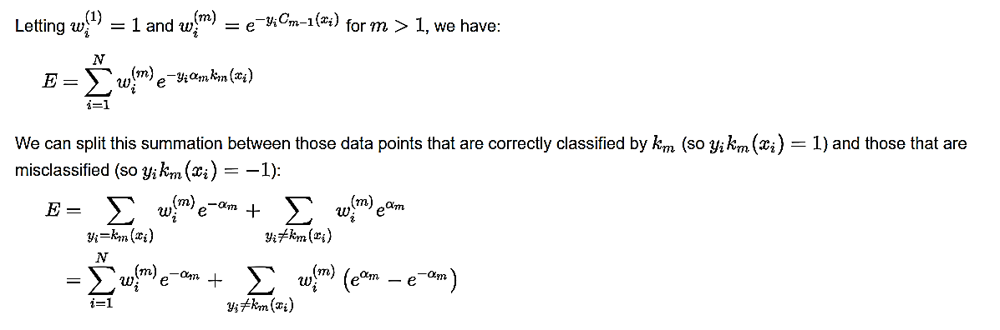 Letting $w_i^{(1)} = 1$ and $w_i^{(m)} = e^{-y_i C_{m-1}(x_i)}$ for $m > 1$, we have:
$E = \sum_{i=1}^{N} w_i^{(m)} e^{-y_i \alpha_m k_m(x_i)}$
We can split this summation between those data points that are correctly classified by $k_m$ (so $y_i k_m(x_i) = 1$) and those that are
misclassified (so $y_i k_m(x_i) = -1$):
$E = \sum_{y_i = k_m(x_i)} w_i^{(m)} e^{-\alpha_m} + \sum_{y_i \neq k_m(x_i)} w_i^{(m)} e^{\alpha_m}$
$= \sum_{i=1}^{N} w_i^{(m)} e^{-\alpha_m} + \sum_{y_i \neq k_m(x_i)} w_i^{(m)} \left(e^{\alpha_m} - e^{-\alpha_m}\right)$